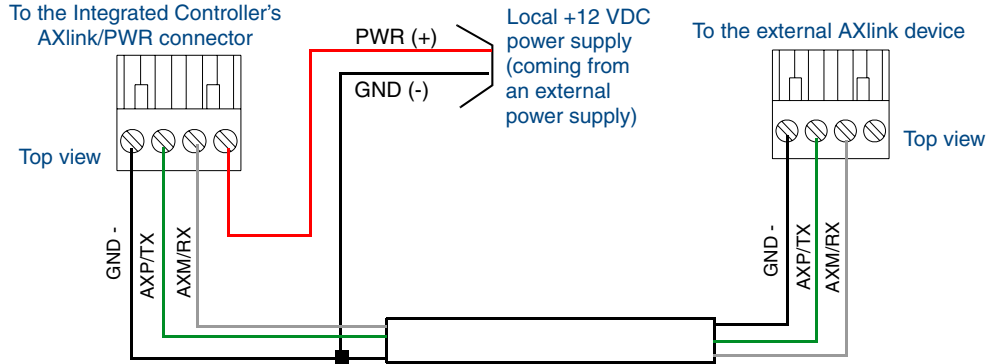 To the Integrated Controller's
AXlink/PWR connector
PWR (+)
GND (-)
Local +12 VDC
power supply
(coming from
an external
power supply)
To the external AXlink device
Top view
Top view
GND -
AXP/TX
AXM/RX
GND -
AXP/TX
AXM/RX